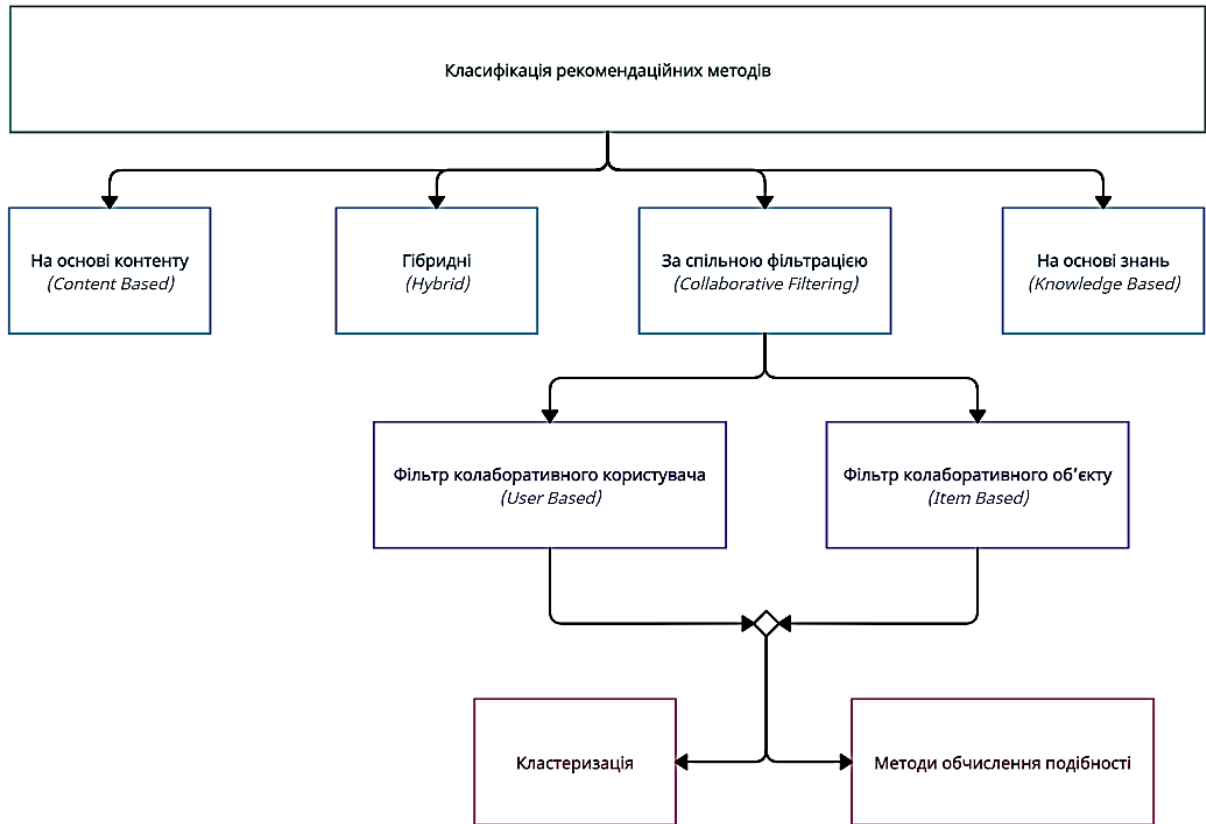 Класифікація рекомендаційних методів
На основі контенту
(Content Based)
Гібридні
(Hybrid)
За спільною фільтрацією
(Collaborative Filtering)
На основі знань
(Knowledge Based)
Фільтр колаборативного користувача
(User Based)
Фільтр колаборативного об'єкту
(Item Based)
Кластеризація
Методи обчислення подібності